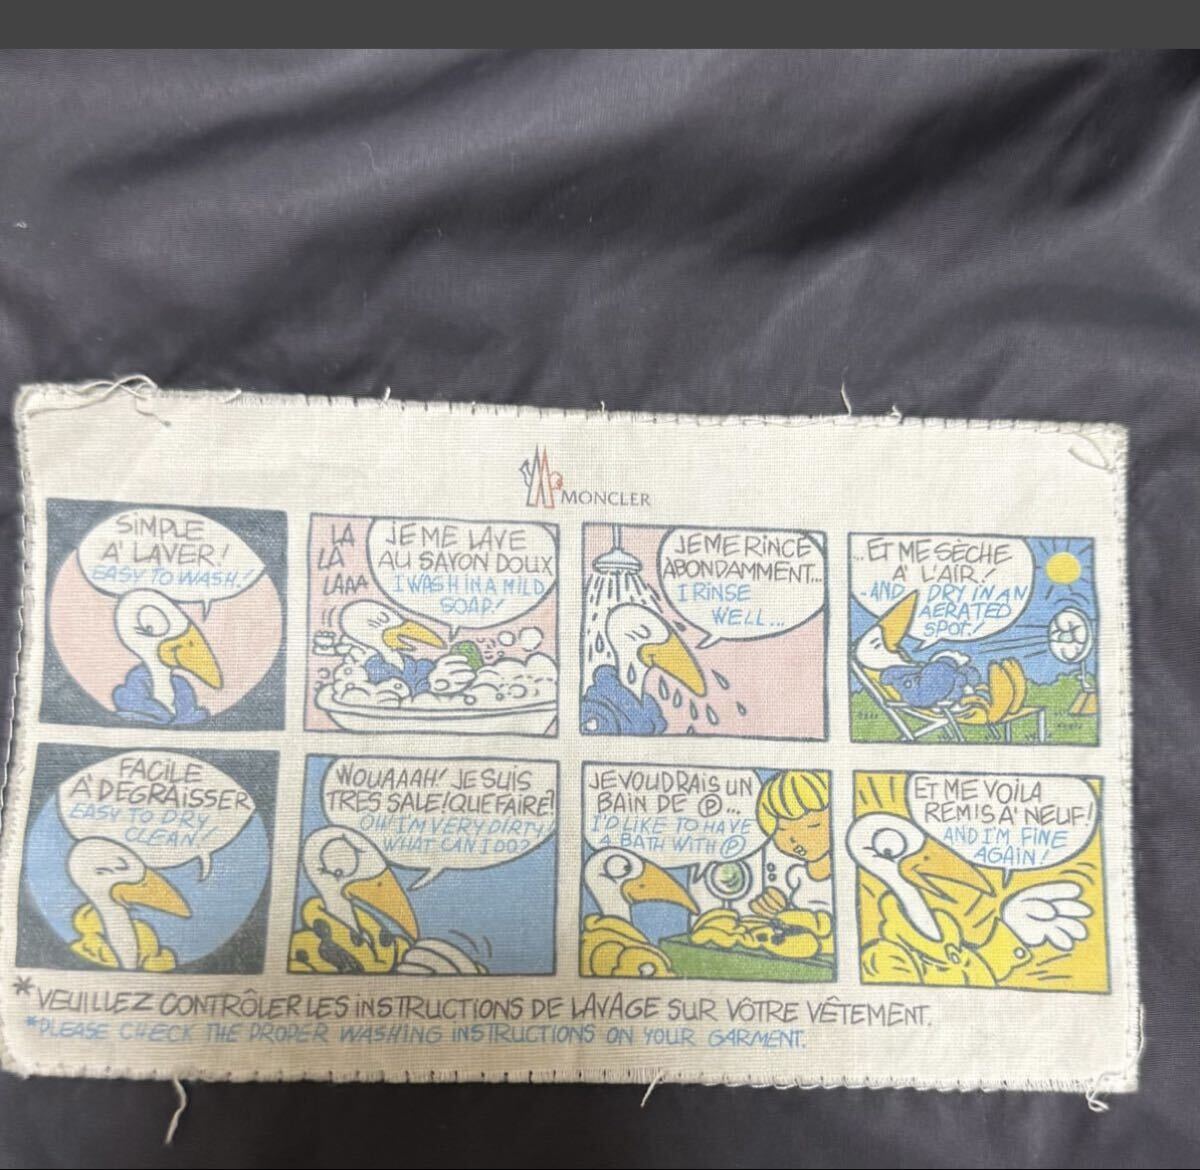 MONCLER
SIMPLE
A' LAVER!
EASY TO WASH!
LA
LA
LAAA
JE ME LAVE
AU SAVON DOUX
I WASH IN A MILD
SOAP!
JE ME RINCE
ABONDAMMENT...
I RINSE
WELL...
...ET ME SÈCHE
A' L'AIR!
-AND I DRY IN AN
AERATED
SPOT!
FACILE
A' DEGRAISSER
EASY TO DRY
CLEAN!
WOUAAAH! JE SUIS
TRES SALE! QUE FAIRE?
OH I'M VERY DIRTY!
WHAT CAN I DO?
JE VOUDRAIS UN
BAIN DE Ⓟ...
I'D LIKE TO HAVE
A BATH WITH Ⓟ
ET ME VOILA
REMIS A' NEUF!
AND I'M FINE
AGAIN!
*VEUILLEZ CONTRÔLER LES INSTRUCTIONS DE LAVAGE SUR VÔTRE VÊTEMENT.
*PLEASE CHECK THE PROPER WASHING INSTRUCTIONS ON YOUR GARMENT.